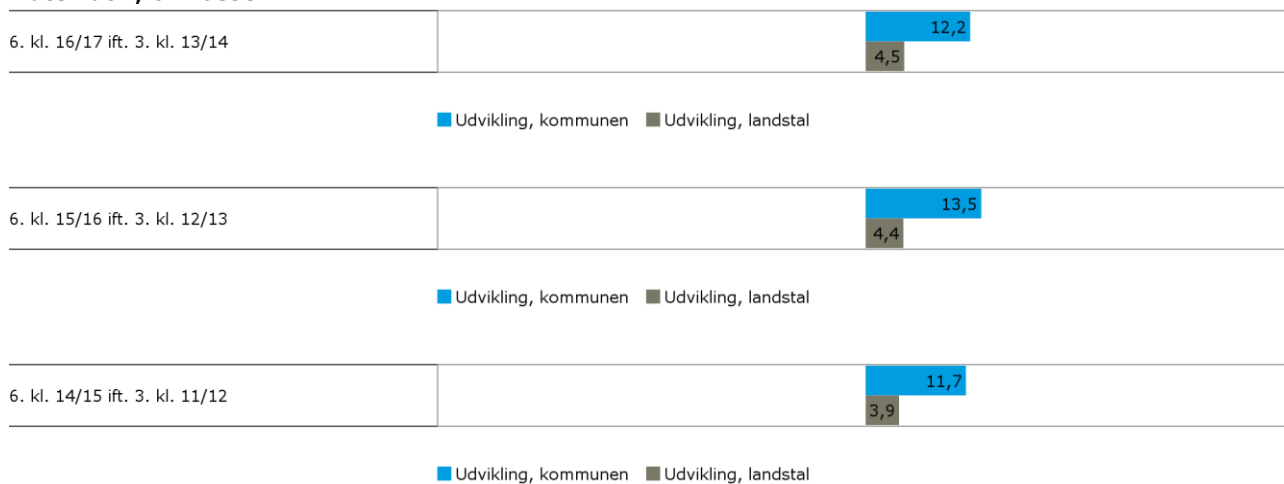 12,2
6. kl. 16/17 ift. 3. kl. 13/14
4,5
Udvikling, kommunen Udvikling, landstal
13,5
6. kl. 15/16 ift. 3. kl. 12/13
4,4
Udvikling, kommunen Udvikling, landstal
11,7
6. kl. 14/15 ift. 3. kl. 11/12
3,9
Udvikling, kommunen Udvikling, landstal